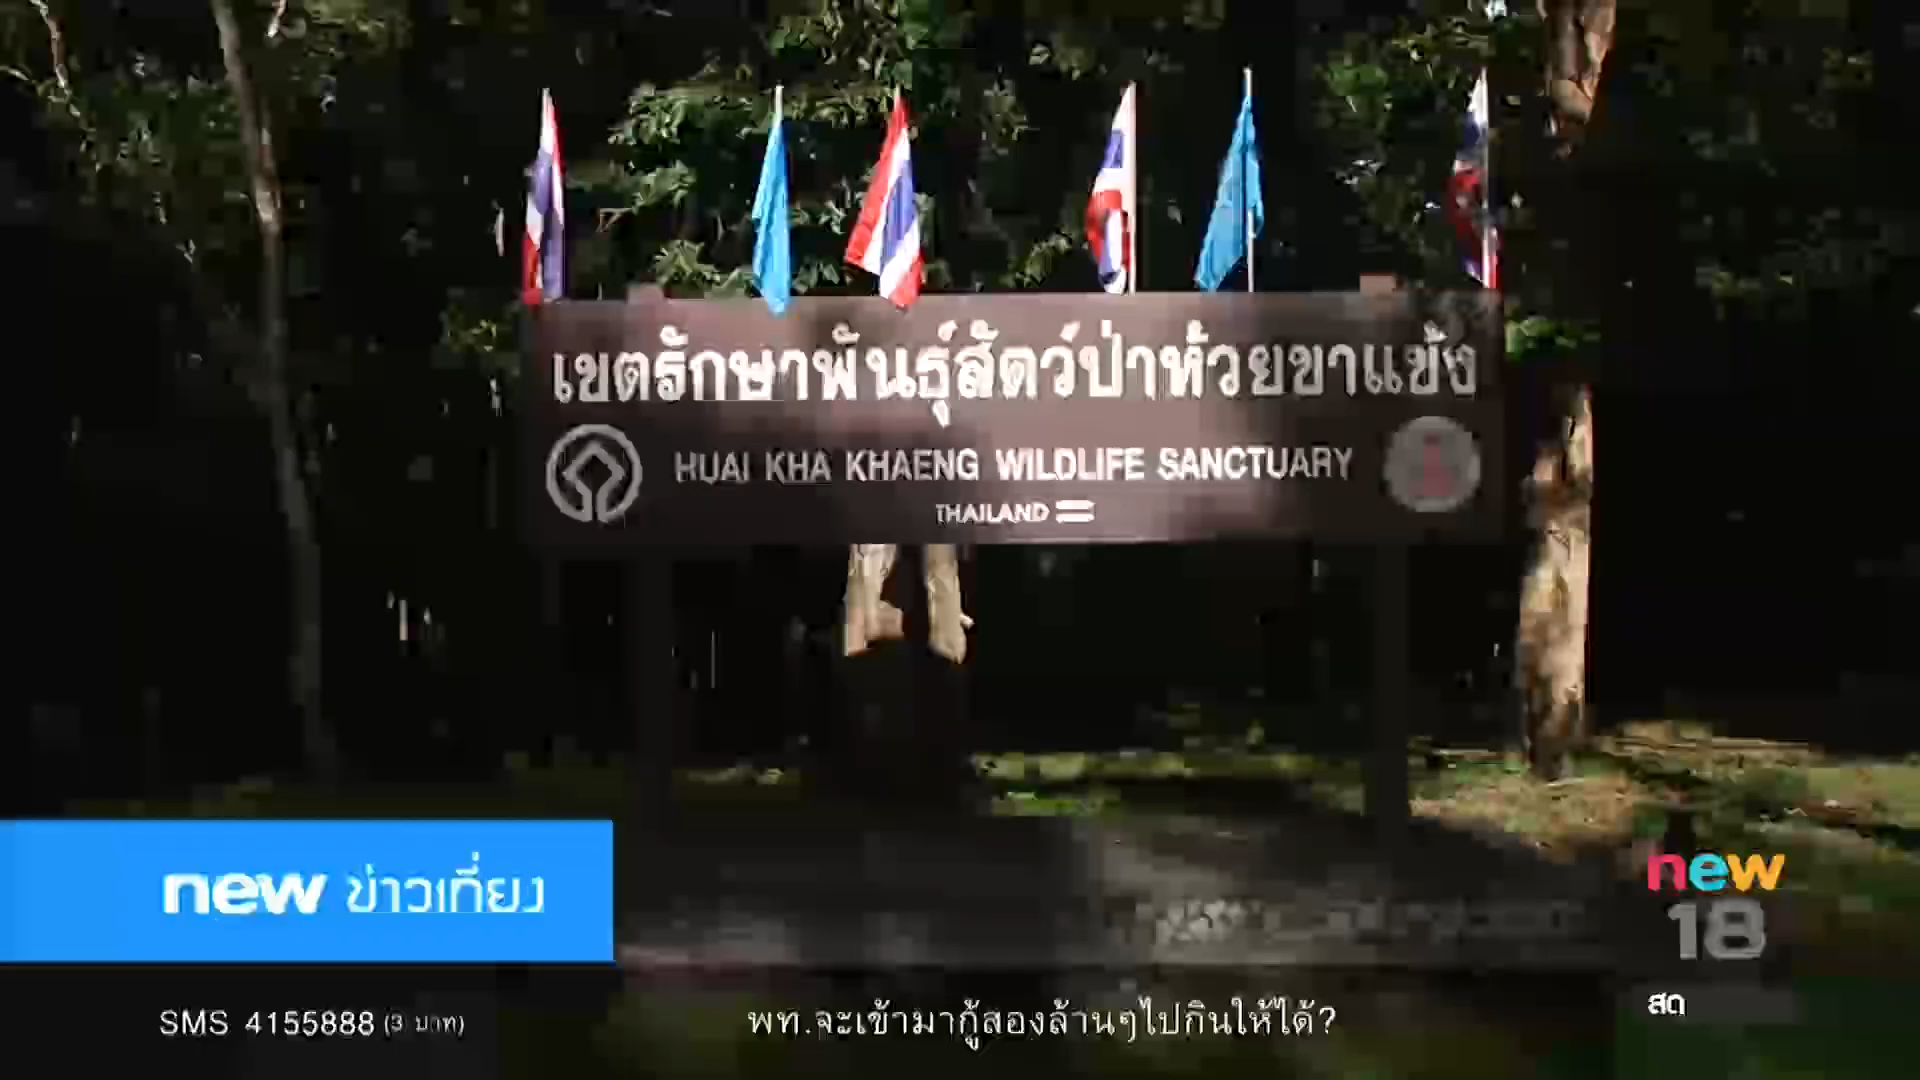 เขตรักษาพันธุ์สัตว์ป่าห้วยขาแข้ง
HUAI KHA KHAENG WILDLIFE SANCTUARY
THAILAND
new ข่าวเที่ยง
new
18
สด
SMS 4155888 (3 บาท)
พท.จะเข้ามากู้สองล้านๆไปกินให้ได้?